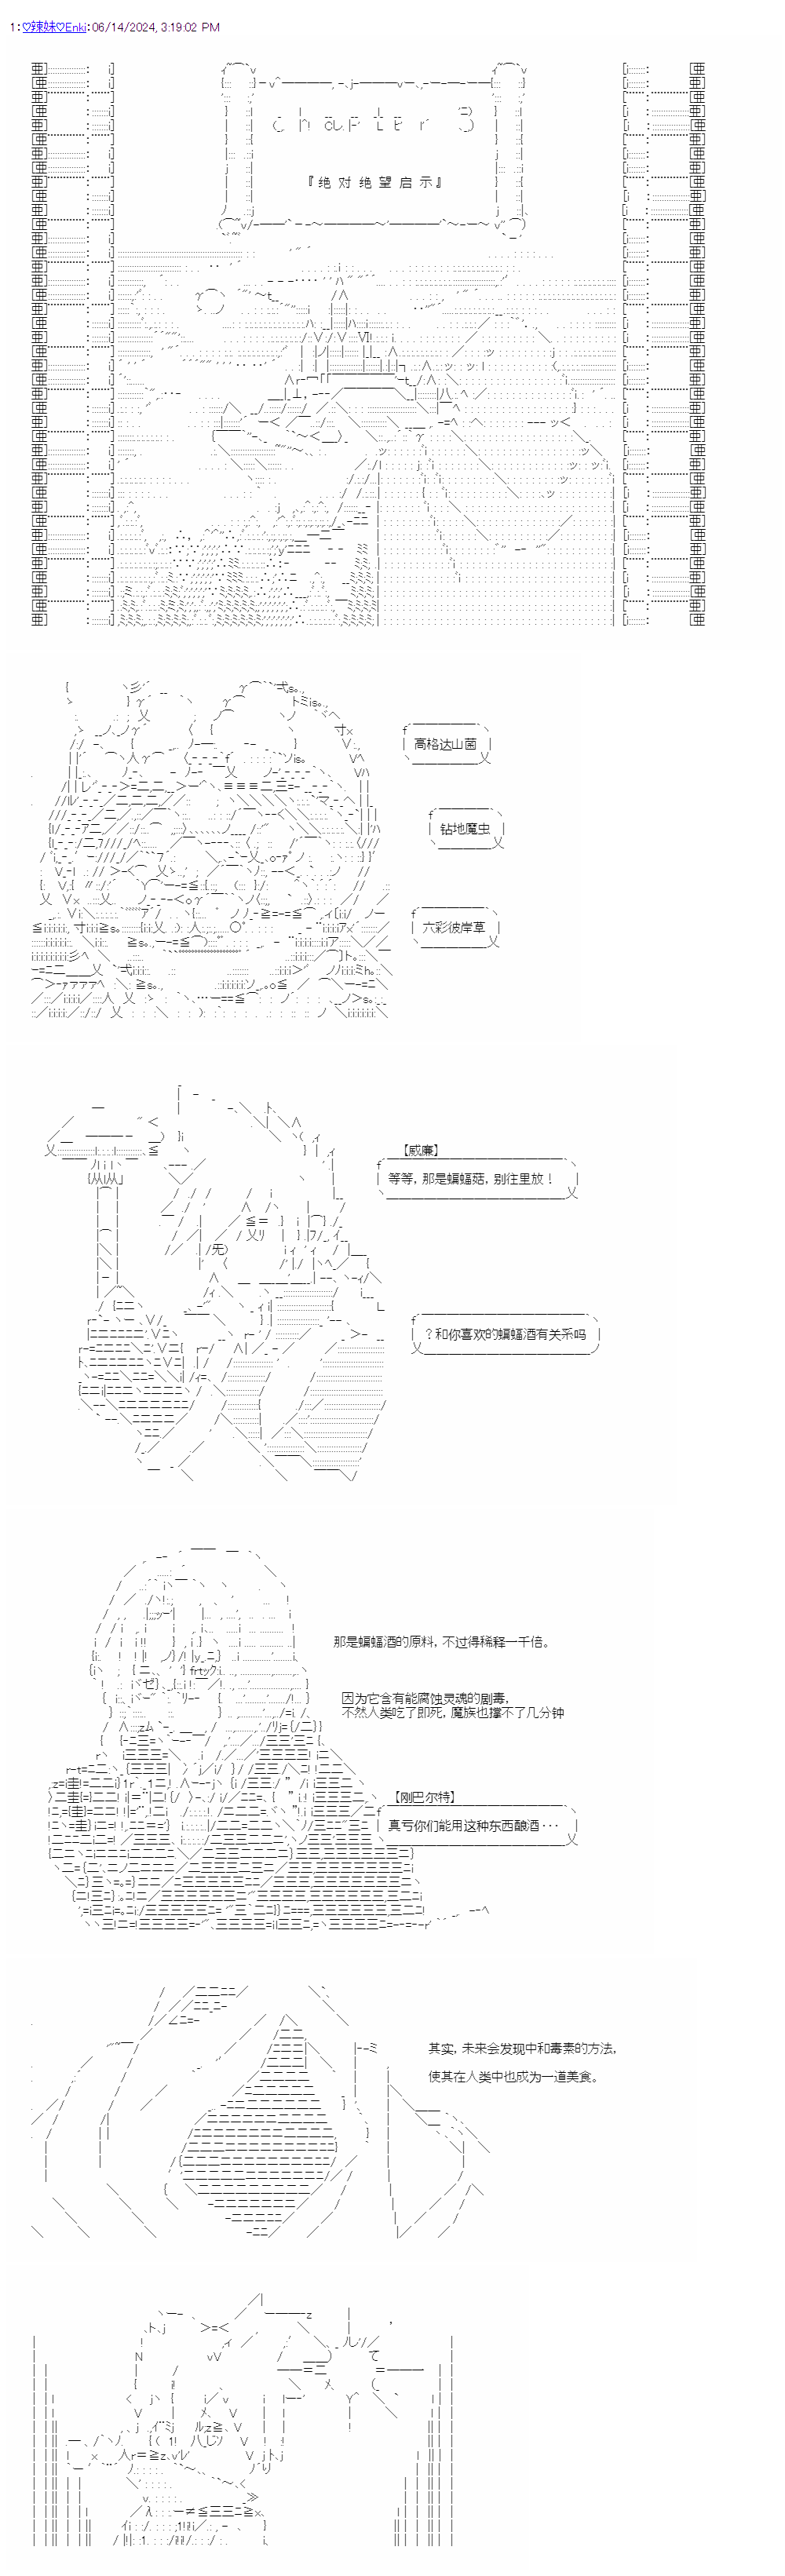 1：♡辣妹♡Enki：06/14/2024, 3:19:02 PM
『 绝 对 绝 望 启 示 』
高格达山菌
钻地魔虫
六彩彼岸草
【威廉】
等等，那是蝙蝠菇，别往里放！
？和你喜欢的蝙蝠酒有关系吗
那是蝙蝠酒的原料，不过得稀释一千倍。
因为它含有能腐蚀灵魂的剧毒，
不然人类吃了即死，魔族也撑不了几分钟
【刚巴尔特】
真亏你们能用这种东西酿酒・・・
其实，未来会发现中和毒素的方法，
使其在人类中也成为一道美食。